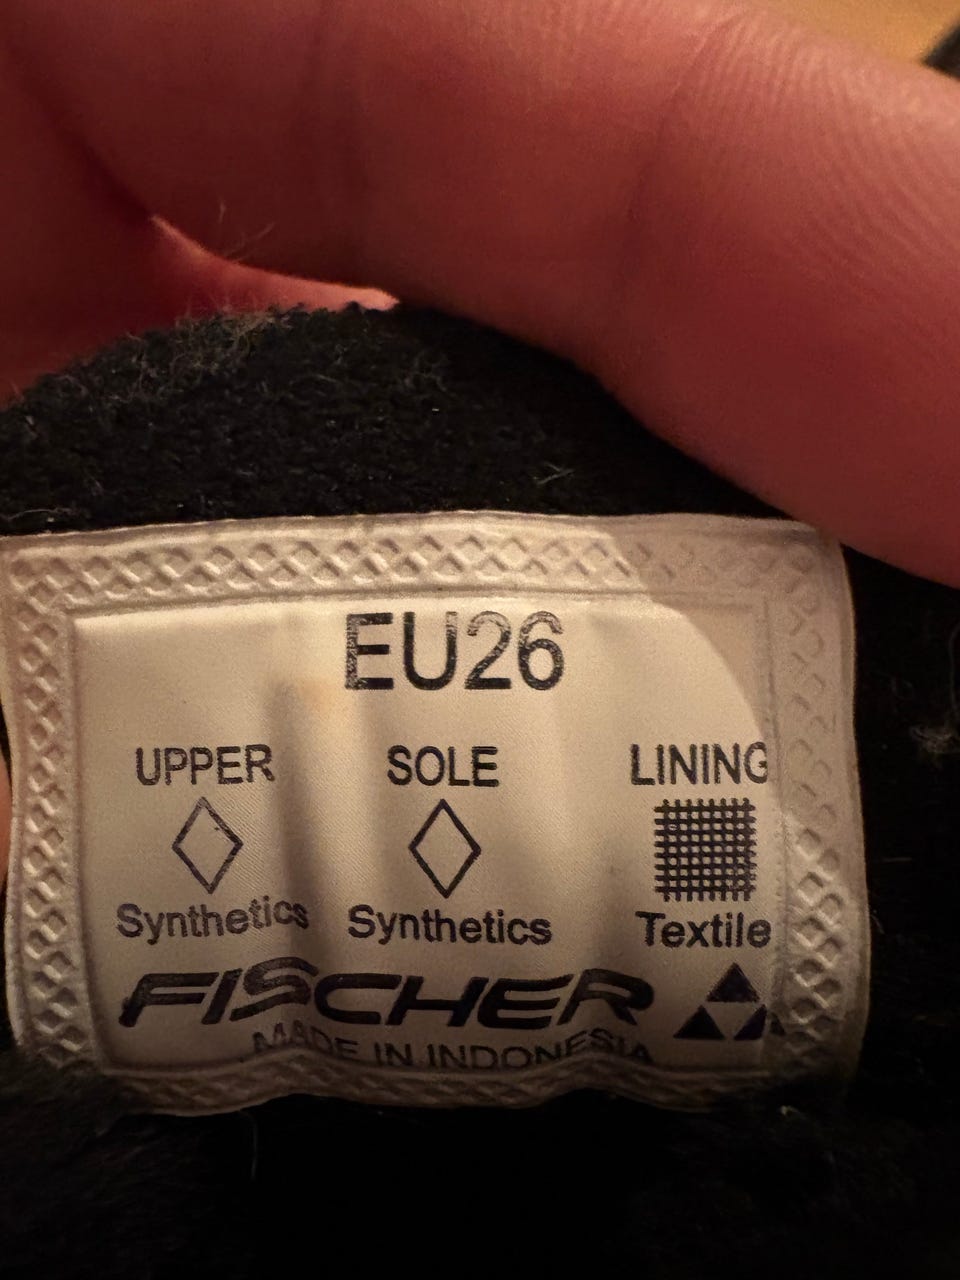 EU26
UPPER SOLE LINING
Synthetics Synthetics Textile
FISCHER
MADE IN INDONESIA